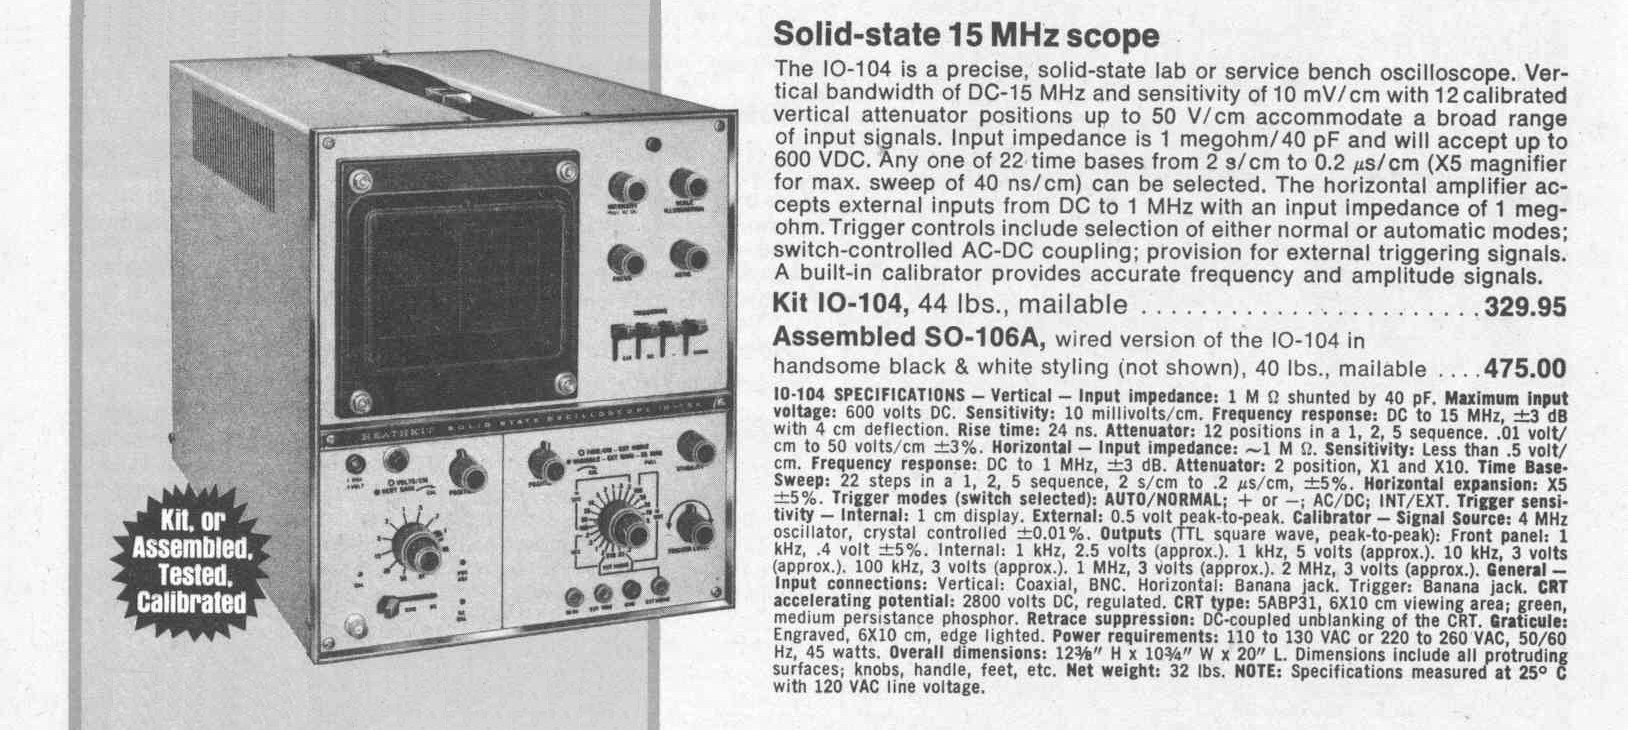 Solid-state 15 MHz scope
The IO-104 is a precise, solid-state lab or service bench oscilloscope. Ver-
tical bandwidth of DC-15 MHz and sensitivity of 10 mV/cm with 12 calibrated
vertical attenuator positions up to 50 V/cm accommodate a broad range
of input signals. Input impedance is 1 megohm/40 pF and will accept up to
600 VDC. Any one of 22 time bases from 2 s/cm to 0.2 µs/cm (X5 magnifier
for max. sweep of 40 ns/cm) can be selected. The horizontal amplifier ac-
cepts external inputs from DC to 1 MHz with an input impedance of 1 meg-
ohm. Trigger controls include selection of either normal or automatic modes;
switch-controlled AC-DC coupling; provision for external triggering signals.
A built-in calibrator provides accurate frequency and amplitude signals.
Kit IO-104, 44 lbs., mailable ........................329.95
Assembled SO-106A, wired version of the IO-104 in
handsome black & white styling (not shown), 40 lbs., mailable ....475.00
IO-104 SPECIFICATIONS — Vertical — Input impedance: 1 M Ω shunted by 40 pF. Maximum input
voltage: 600 volts DC. Sensitivity: 10 millivolts/cm. Frequency response: DC to 15 MHz, ±3 dB
with 4 cm deflection. Rise time: 24 ns. Attenuator: 12 positions in a 1, 2, 5 sequence. .01 volt/
cm to 50 volts/cm ±3%. Horizontal — Input impedance: ~1 M Ω. Sensitivity: Less than .5 volt/
cm. Frequency response: DC to 1 MHz, ±3 dB. Attenuator: 2 position, X1 and X10. Time Base-
Sweep: 22 steps in a 1, 2, 5 sequence, 2 s/cm to .2 µs/cm, ±5%. Horizontal expansion: X5
±5%. Trigger modes (switch selected): AUTO/NORMAL; + or —; AC/DC; INT/EXT. Trigger sensi-
tivity — Internal: 1 cm display. External: 0.5 volt peak-to-peak. Calibrator — Signal Source: 4 MHz
oscillator, crystal controlled ±0.01%. Outputs (TTL square wave, peak-to-peak): Front panel: 1
kHz, .4 volt ±5%. Internal: 1 kHz, 2.5 volts (approx.). 1 kHz, 5 volts (approx.). 10 kHz, 3 volts
(approx.). 100 kHz, 3 volts (approx.). 1 MHz, 3 volts (approx.). 2 MHz, 3 volts (approx.). General —
Input connections: Vertical: Coaxial, BNC. Horizontal: Banana jack. Trigger: Banana jack. CRT
accelerating potential: 2800 volts DC, regulated. CRT type: 5ABP31, 6X10 cm viewing area; green,
medium persistance phosphor. Retrace suppression: DC-coupled unblanking of the CRT. Graticule:
Engraved, 6X10 cm, edge lighted. Power requirements: 110 to 130 VAC or 220 to 260 VAC, 50/60
Hz, 45 watts. Overall dimensions: 12⅜" H x 10¾" W x 20" L. Dimensions include all protruding
surfaces; knobs, handle, feet, etc. Net weight: 32 lbs. NOTE: Specifications measured at 25° C
with 120 VAC line voltage.
INTENSITY
SCALE
ILLUMINATION
FOCUS
ASTIG
TRIGGERING
HEATHKIT SOLID STATE OSCILLOSCOPE
VOLTS/CM
Kit, or
Assembled,
Tested,
Calibrated